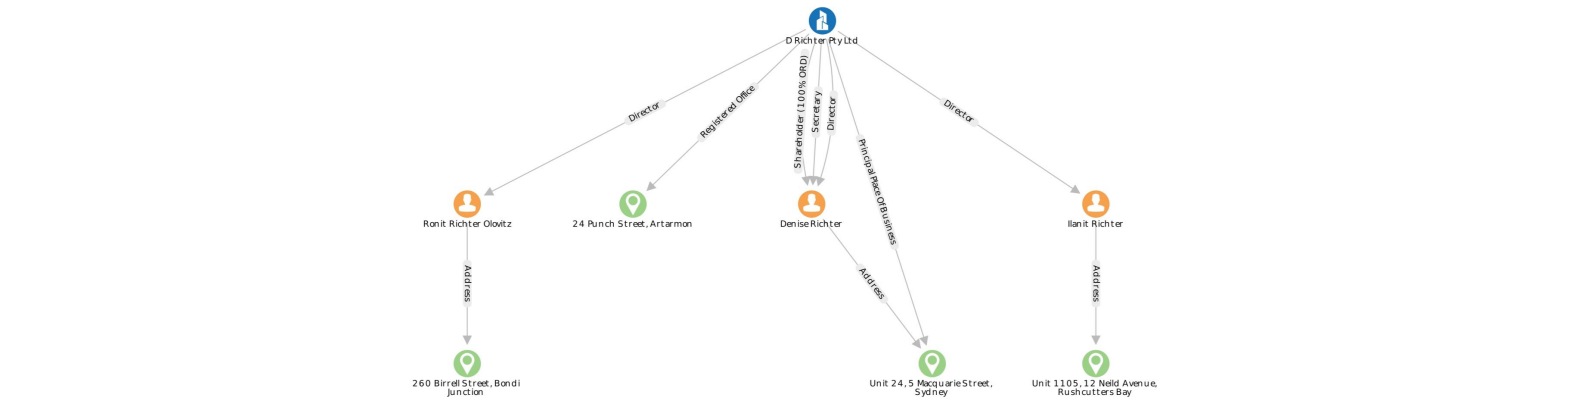 D Richter Pty Ltd
Director
Registered Office
Shareholder (100% ORD)
Secretary
Director
Principal Place Of Business
Director
Ronit Richter Olovitz
24 Punch Street, Artarmon
Denise Richter
Ilanit Richter
Address
Address
Address
260 Birrell Street, Bondi
Junction
Unit 24, 5 Macquarie Street,
Sydney
Unit 1105, 12 Neild Avenue,
Rushcutters Bay